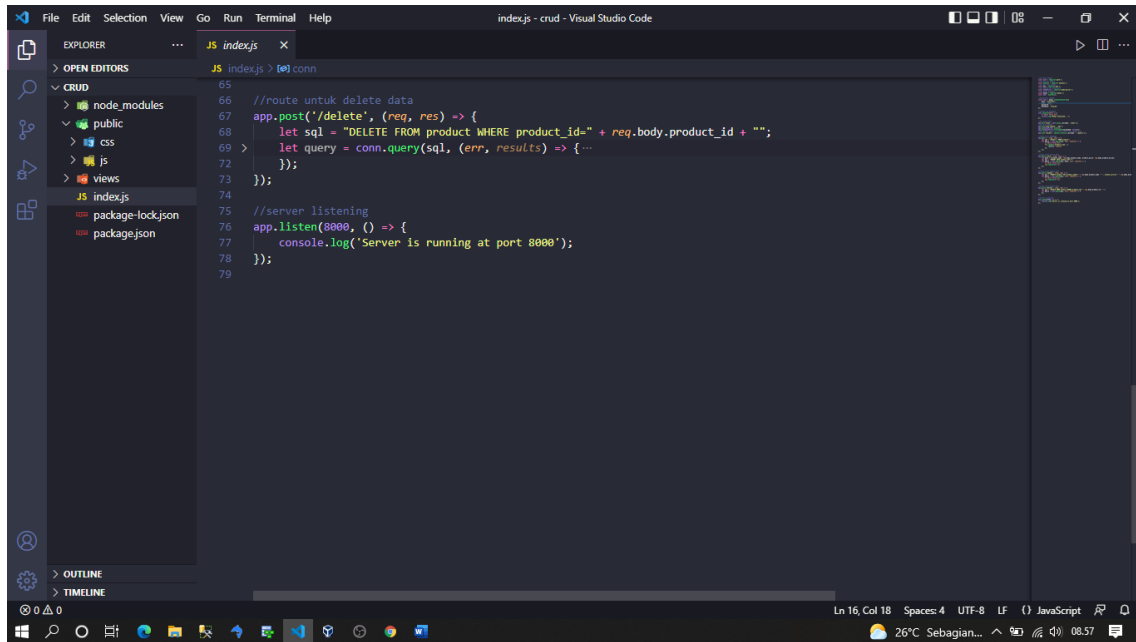 File Edit Selection View Go Run Terminal Help index.js - crud - Visual Studio Code
EXPLORER ...
JS index.js
OPEN EDITORS
JS index.js > conn
CRUD
node_modules
public
css
js
views
JS index.js
package-lock.json
package.json
65
66 //route untuk delete data
67 app.post('/delete', (req, res) => {
68 let sql = "DELETE FROM product WHERE product_id=" + req.body.product_id + "";
69 let query = conn.query(sql, (err, results) => {…
72 });
73 });
74
75 //server listening
76 app.listen(8000, () => {
77 console.log('Server is running at port 8000');
78 });
79
OUTLINE
TIMELINE
0 0 Ln 16, Col 18 Spaces: 4 UTF-8 LF {} JavaScript
26°C Sebagian... 08.57